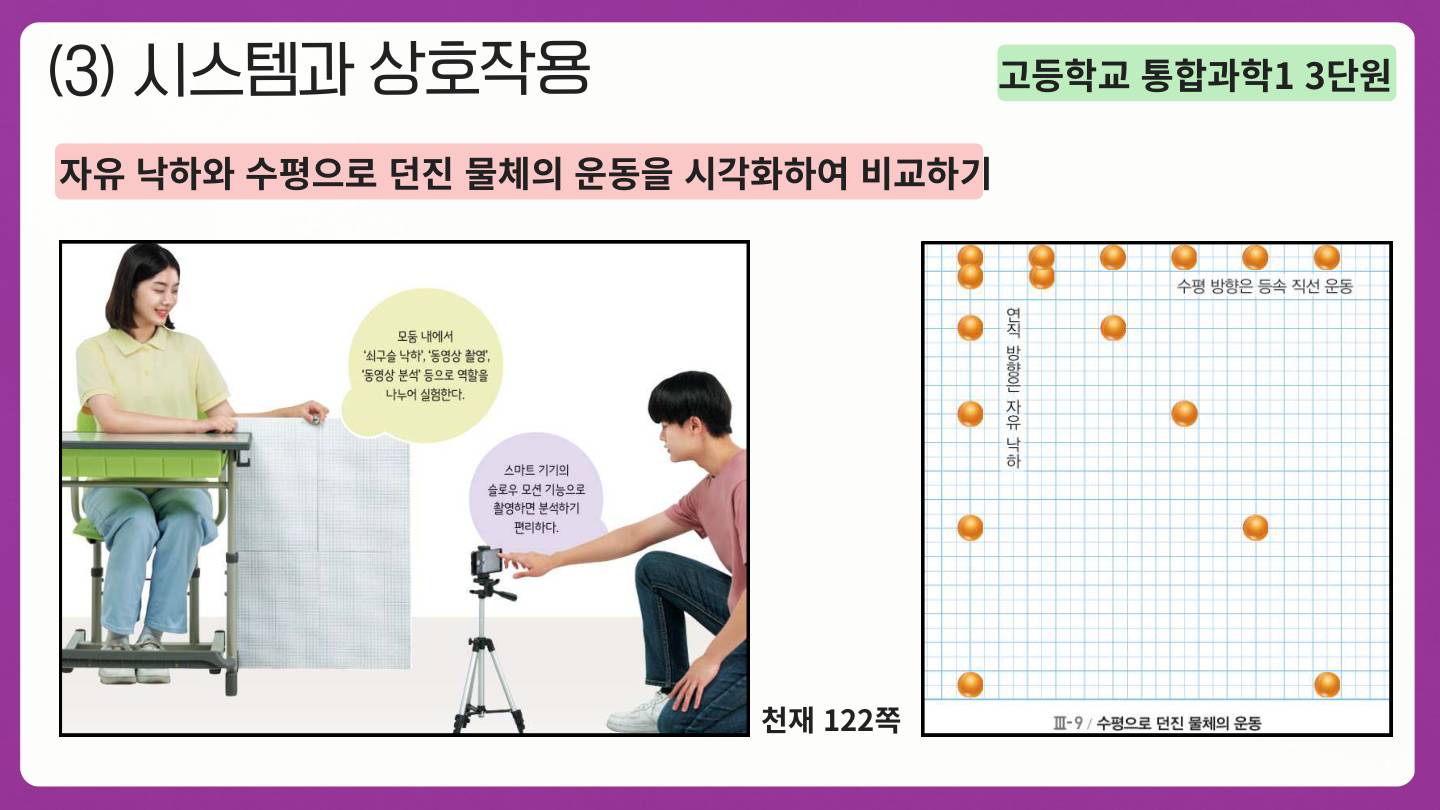 (3) 시스템과 상호작용
고등학교 통합과학1 3단원
자유 낙하와 수평으로 던진 물체의 운동을 시각화하여 비교하기
모둠 내에서
‘쇠구슬 낙하’, ‘동영상 촬영’,
‘동영상 분석’ 등으로 역할을
나누어 실험한다.
스마트 기기의
슬로우 모션 기능으로
촬영하면 분석하기
편리하다.
천재 122쪽
수평 방향은 등속 직선 운동
연직 방향은 자유 낙하
Ⅲ-9 / 수평으로 던진 물체의 운동